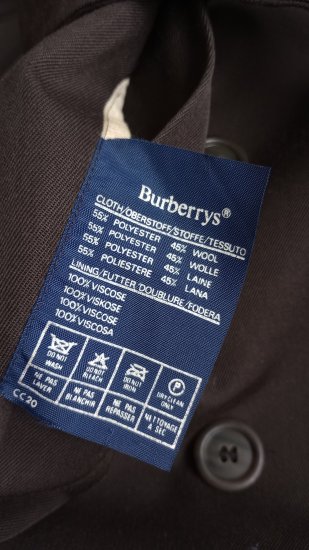 Burberrys®
CLOTH/OBERSTOFF/STOFFE/TESSUTO
55% POLYESTER 45% WOOL
55% POLYESTER 45% WOLLE
55% POLYESTER 45% LAINE
55% POLIESTERE 45% LANA
LINING/FUTTER/DOUBLURE/FODERA
100% VISCOSE
100% VISKOSE
100% VISCOSE
100% VISCOSA
DO NOT WASH
DO NOT BLEACH
DO NOT IRON
P DRY CLEAN ONLY
NE PAS LAVER
NE PAS BLANCHIR
NE PAS REPASSER
NETTOYAGE A SEC
CC20